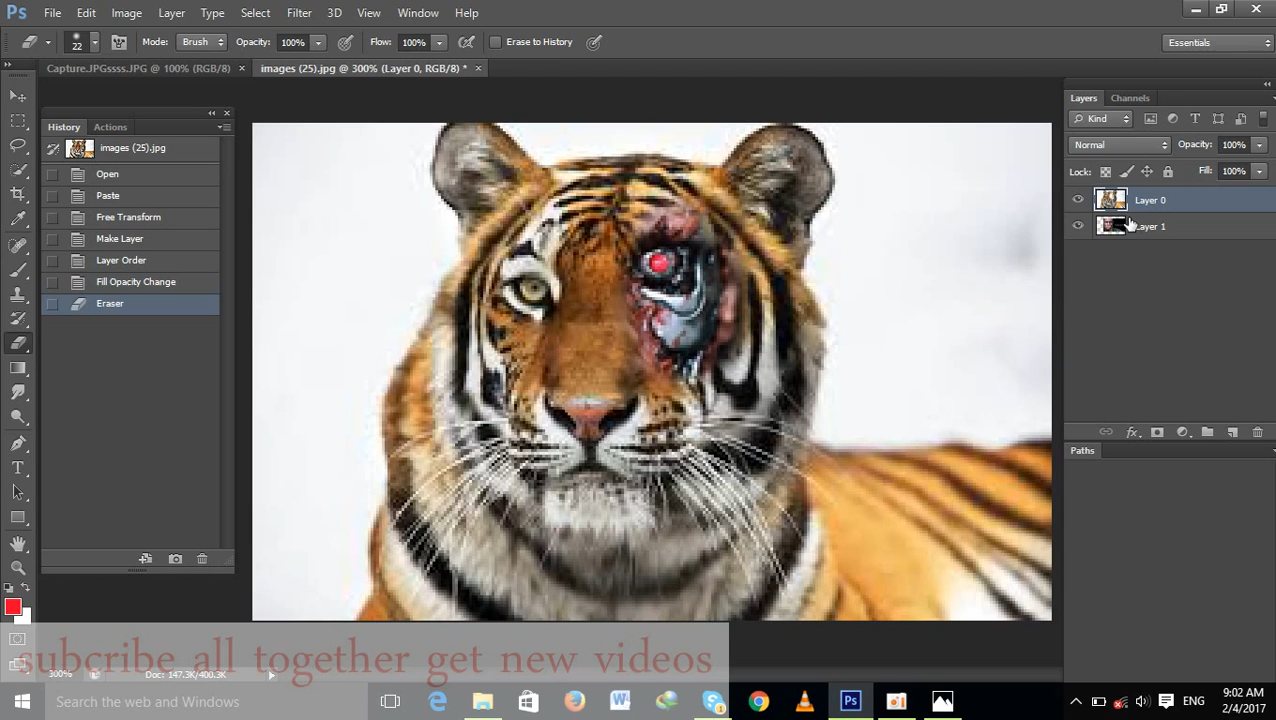 Ps File Edit Image Layer Type Select Filter 3D View Window Help
22 Mode: Brush Opacity: 100% Flow: 100% Erase to History Essentials
Capture.JPGssss.JPG @ 100% (RGB/8) × images (25).jpg @ 300% (Layer 0, RGB/8) * ×
History Actions
images (25).jpg
Open
Paste
Free Transform
Make Layer
Layer Order
Fill Opacity Change
Eraser
Layers Channels
Kind
Normal Opacity: 100%
Lock: Fill: 100%
Layer 0
Layer 1
Paths
subcribe all together get new videos
300% Doc: 147.3K/400.3K
Search the web and Windows
ENG
9:02 AM
2/4/2017